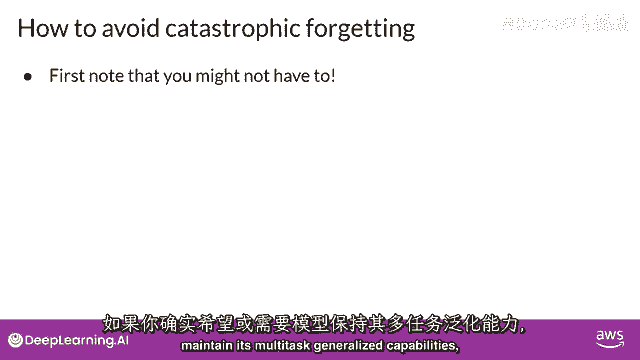 How to avoid catastrophic forgetting
• First note that you might not have to!
如果你确实希望或需要模型保持其多任务泛化能力,
maintain its multitask generalized capabilities,
DeepLearning.AI
aws